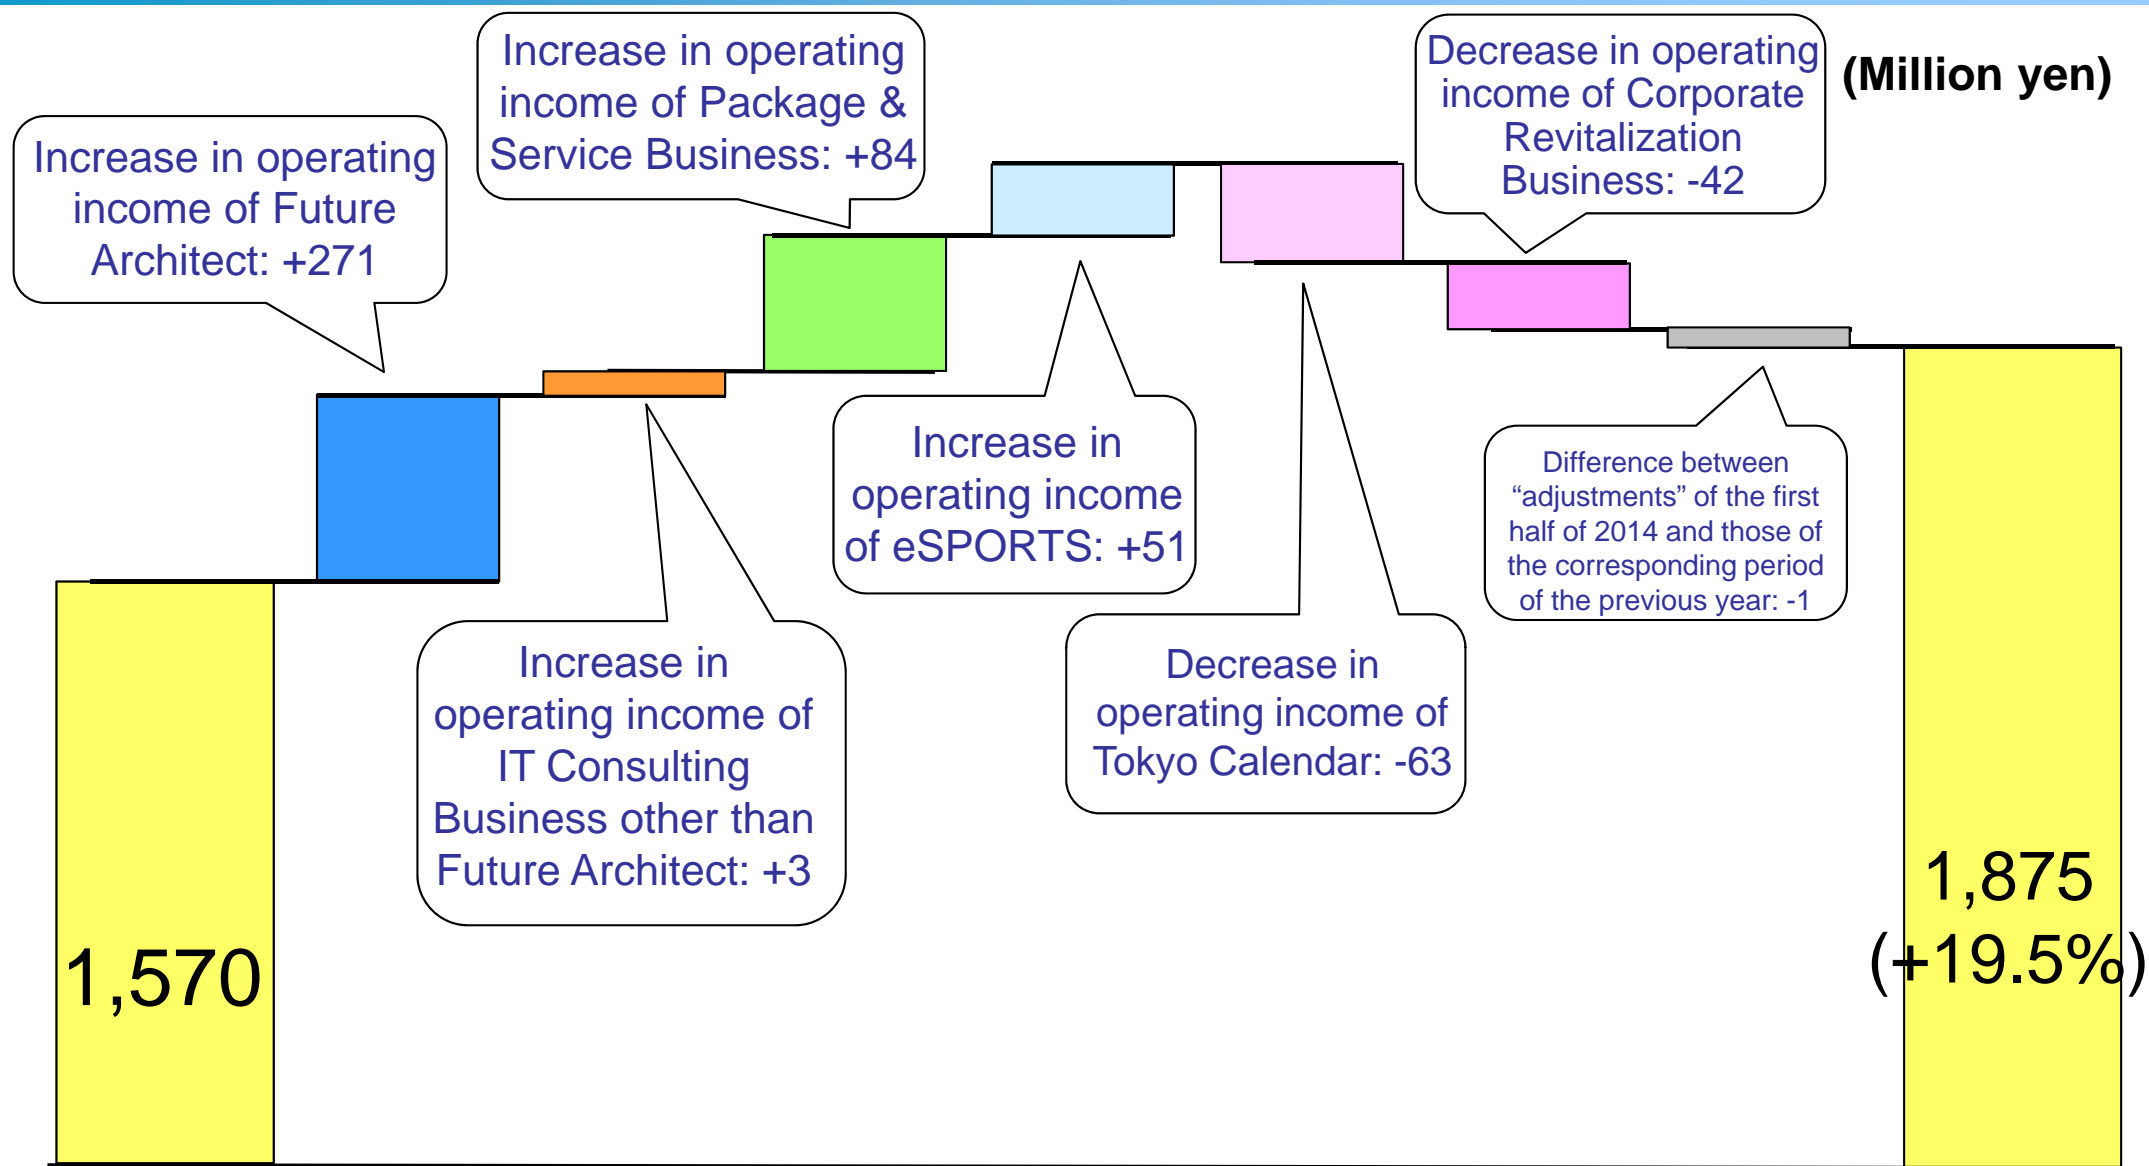 (Million yen)
Increase in operating
income of Future
Architect: +271
Increase in operating
income of Package &
Service Business: +84
Decrease in operating
income of Corporate
Revitalization
Business: -42
Increase in
operating income of
IT Consulting
Business other than
Future Architect: +3
Increase in
operating income
of eSPORTS: +51
Decrease in
operating income of
Tokyo Calendar: -63
Difference between
“adjustments” of the first
half of 2014 and those of
the corresponding period
of the previous year: -1
1,570
1,875
(+19.5%)